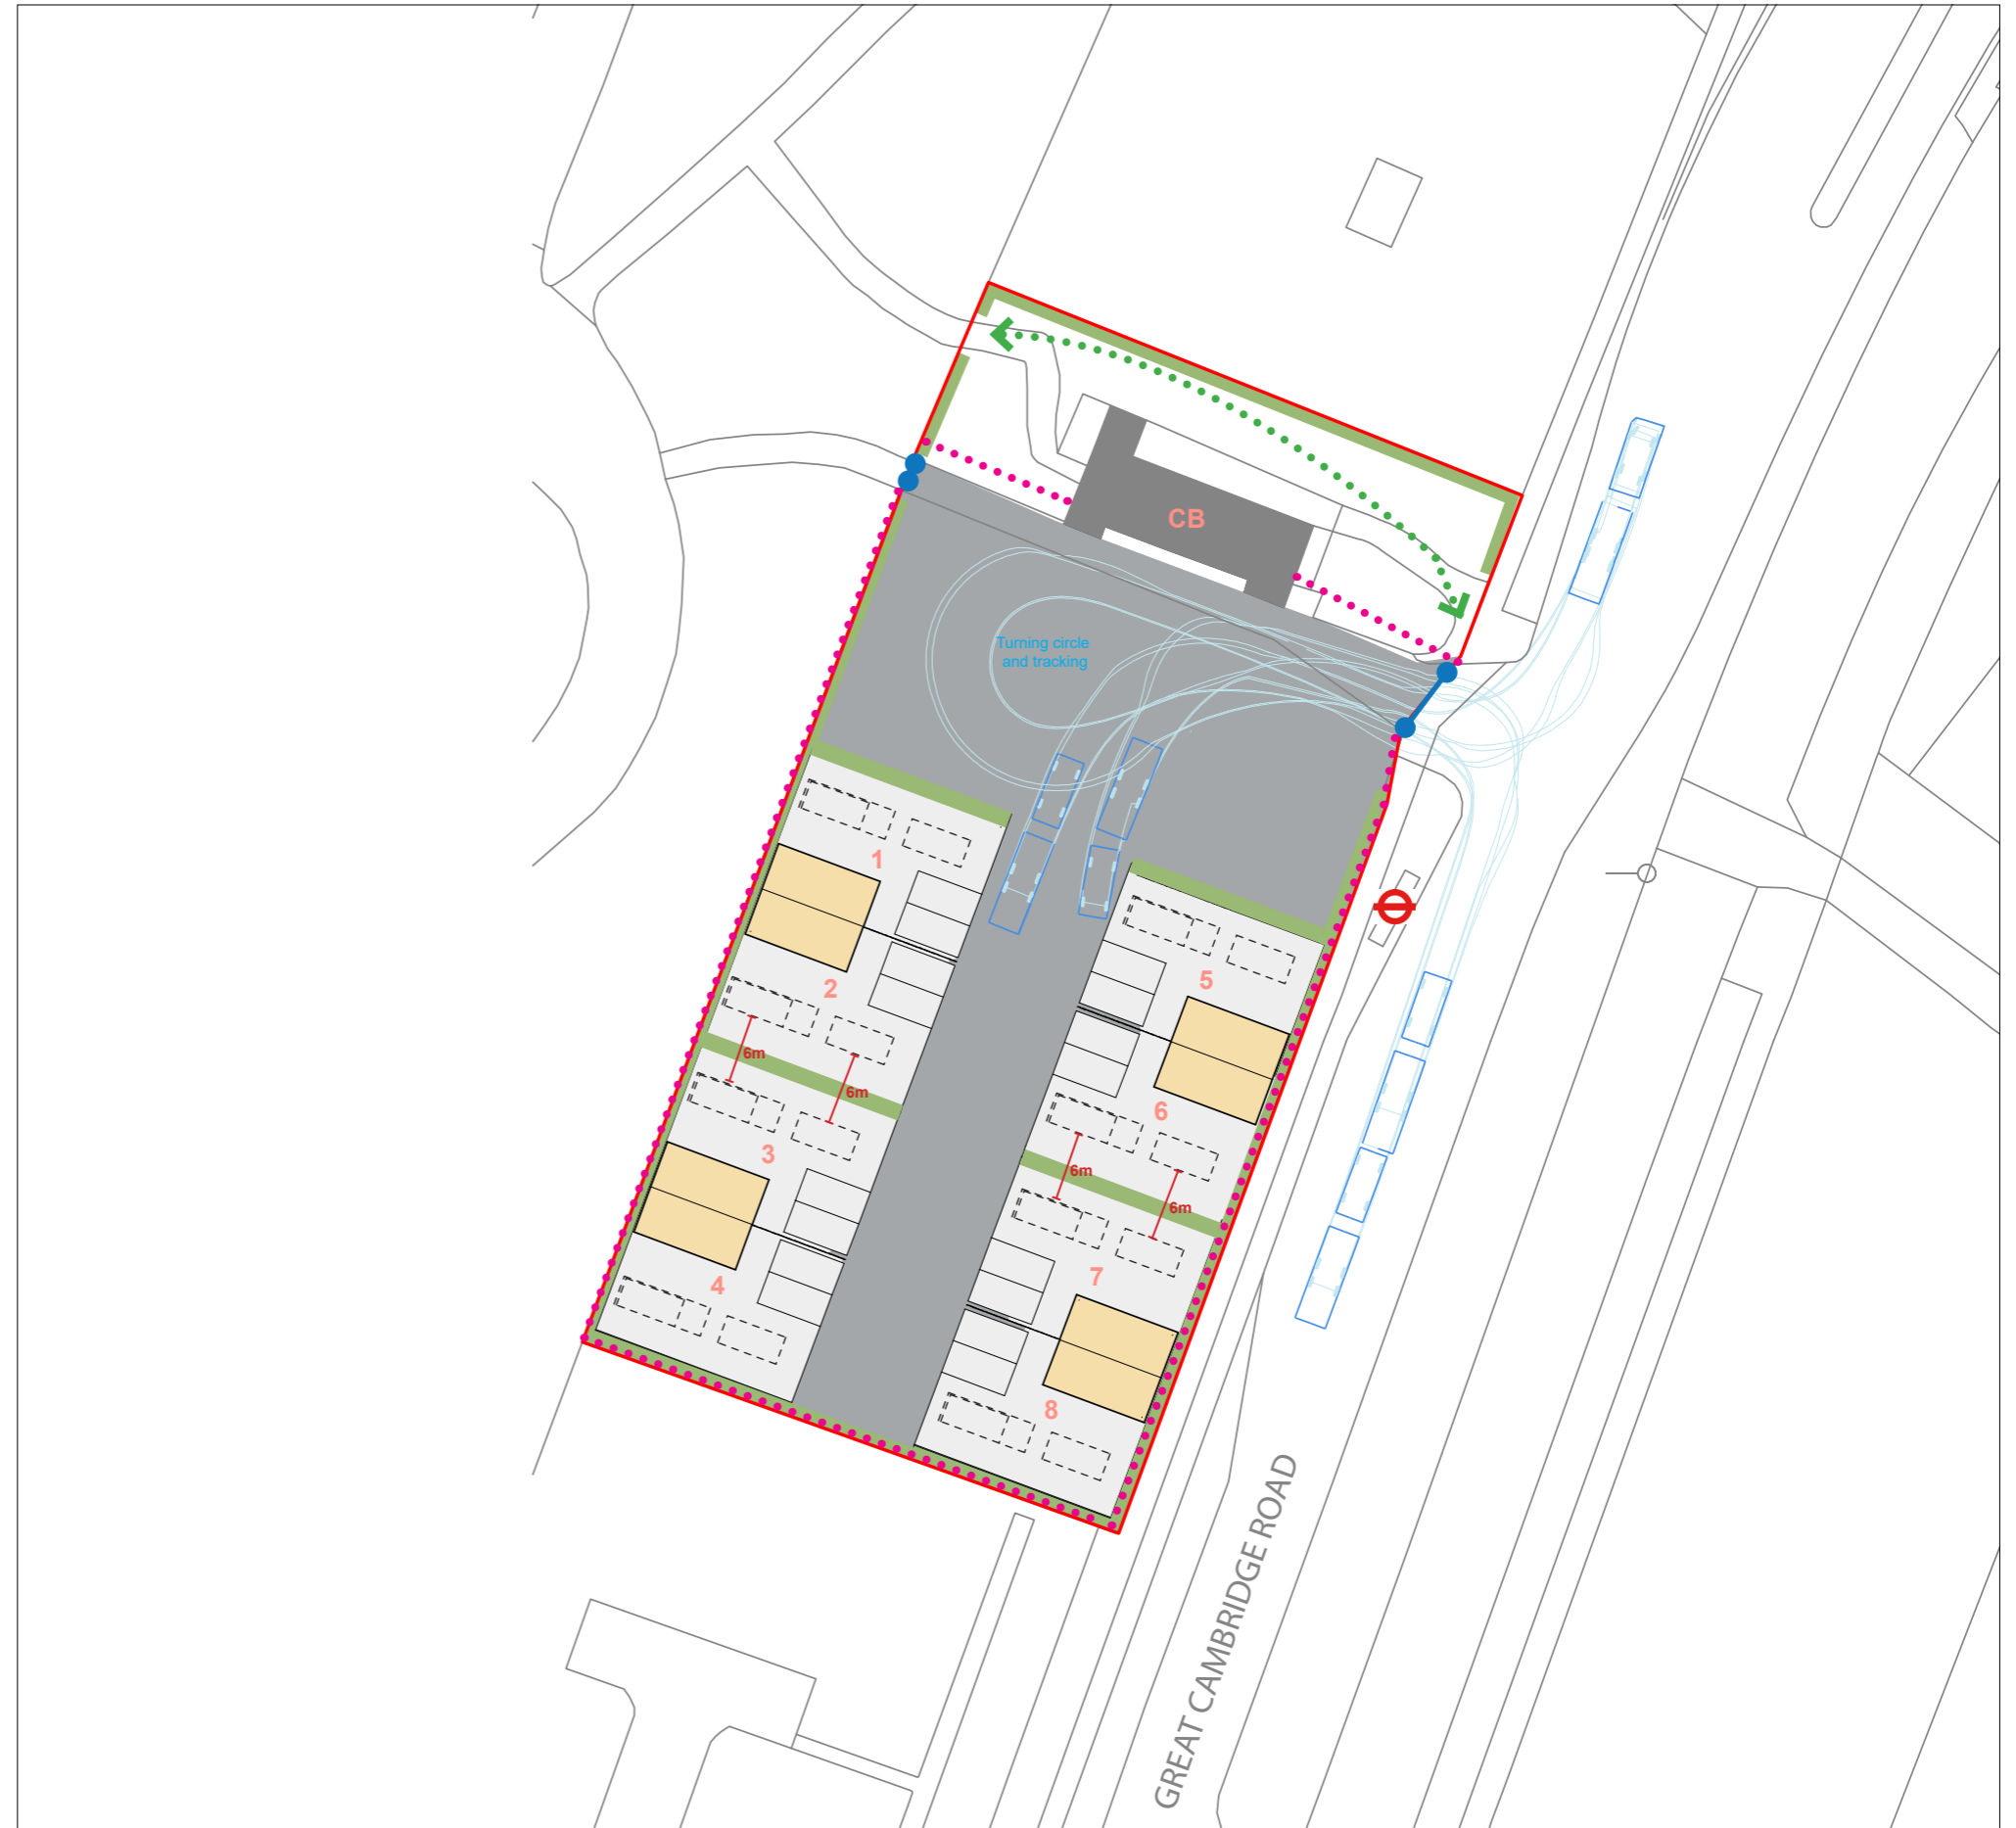 CB
Turning circle
and tracking
1
5
2
6m
6m
6
3
6m
6m
7
4
8
GREAT CAMBRIDGE ROAD